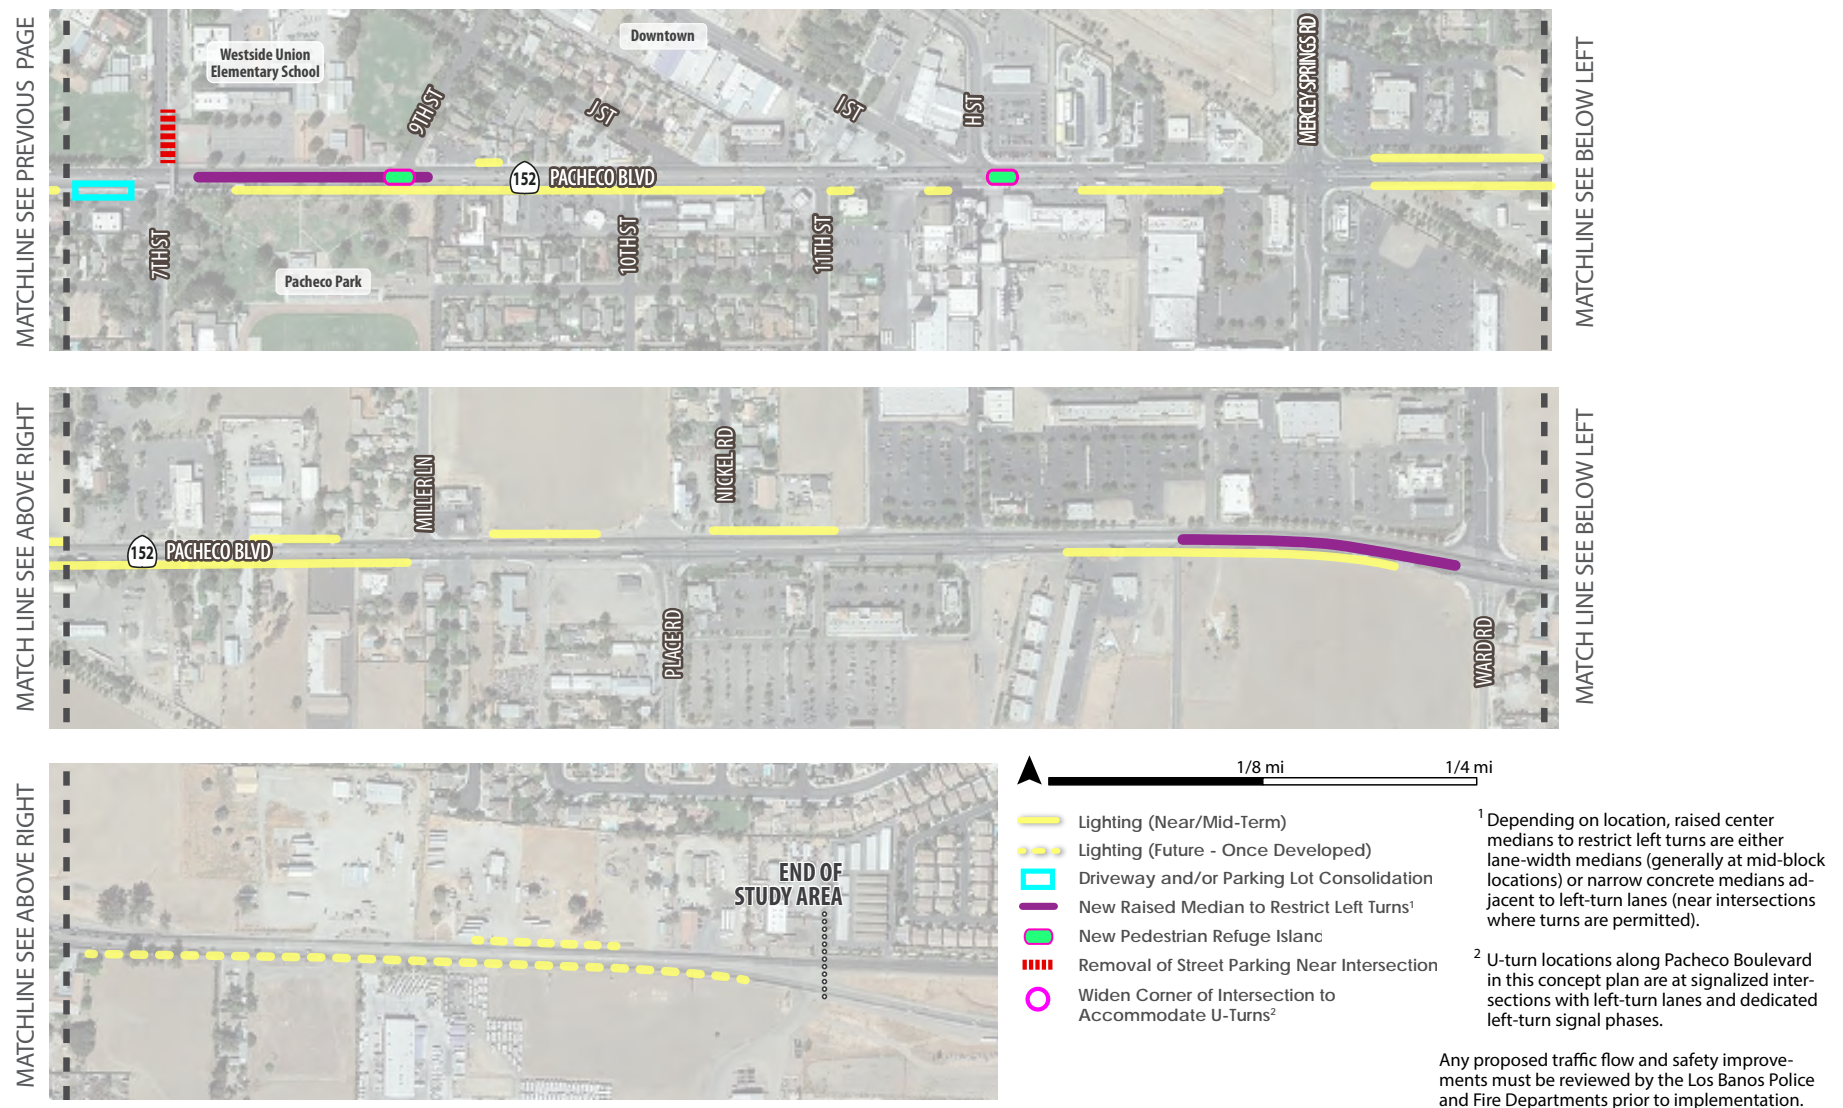 MATCHLINE SEE PREVIOUS PAGE
Westside Union
Elementary School
Downtown
9TH ST
J ST
I ST
H ST
MERCEY SPRINGS RD
152
PACHECO BLVD
7TH ST
10TH ST
11TH ST
Pacheco Park
MATCHLINE SEE BELOW LEFT
MATCH LINE SEE ABOVE RIGHT
MILLER LN
NICKEL RD
152
PACHECO BLVD
PLACE RD
WARD RD
MATCH LINE SEE BELOW LEFT
MATCHLINE SEE ABOVE RIGHT
END OF
STUDY AREA
1/8 mi
1/4 mi
Lighting (Near/Mid-Term)
Lighting (Future - Once Developed)
Driveway and/or Parking Lot Consolidation
New Raised Median to Restrict Left Turns¹
New Pedestrian Refuge Island
Removal of Street Parking Near Intersection
Widen Corner of Intersection to
Accommodate U-Turns²
¹ Depending on location, raised center
medians to restrict left turns are either
lane-width medians (generally at mid-block
locations) or narrow concrete medians ad-
jacent to left-turn lanes (near intersections
where turns are permitted).
² U-turn locations along Pacheco Boulevard
in this concept plan are at signalized inter-
sections with left-turn lanes and dedicated
left-turn signal phases.
Any proposed traffic flow and safety improve-
ments must be reviewed by the Los Banos Police
and Fire Departments prior to implementation.